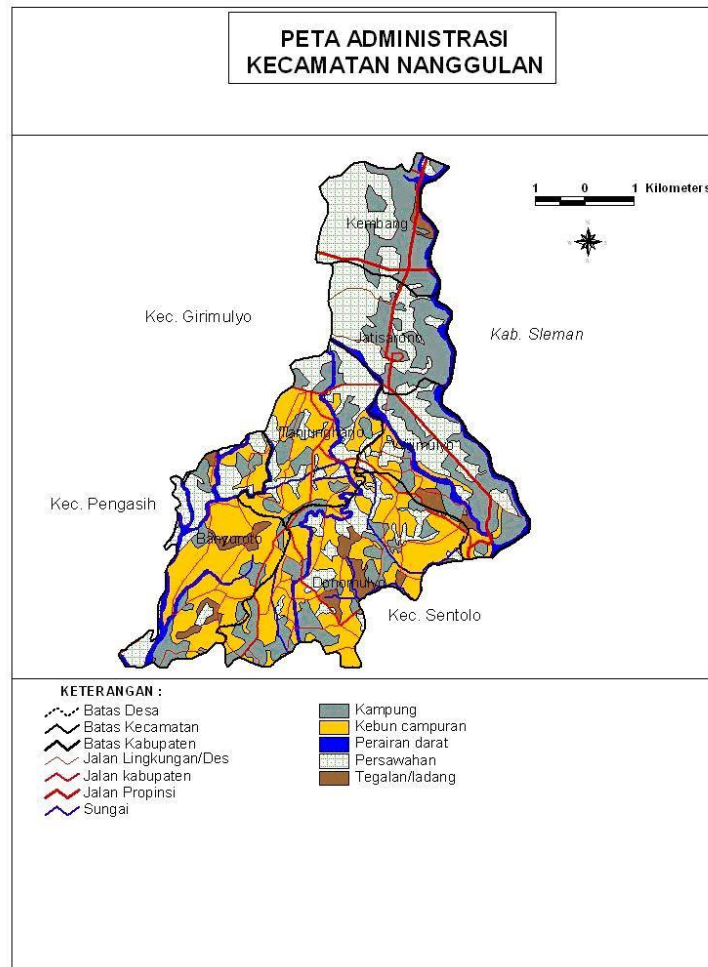 PETA ADMINISTRASI
KECAMATAN NANGGULAN
1 0 1 Kilometers
Kembang
Kec. Girimulyo
Jatisarono
Kab. Sleman
Tanjungharjo
Kec. Pengasih
Banyuroto
Donomulyo
Kec. Sentolo
KETERANGAN :
Batas Desa
Batas Kecamatan
Batas Kabupaten
Jalan Lingkungan/Des
Jalan kabupaten
Jalan Propinsi
Sungai
Kampung
Kebun campuran
Perairan darat
Persawahan
Tegalan/ladang